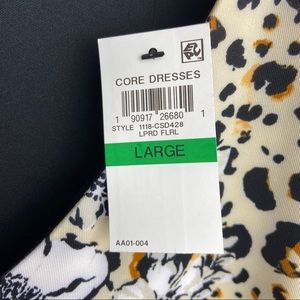 CORE DRESSES
1 90917 26680 1
STYLE 1118-CSD428
LPRD FLRL
LARGE
AA01-004